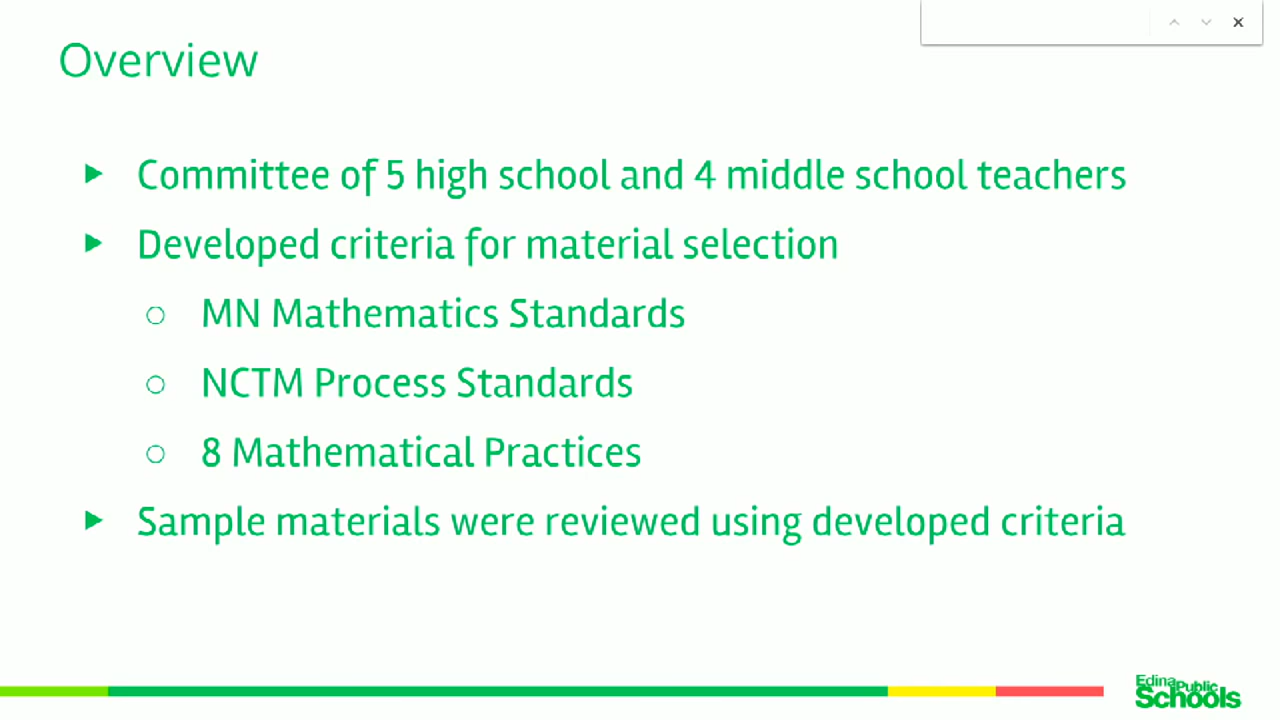 Overview
Committee of 5 high school and 4 middle school teachers
Developed criteria for material selection
MN Mathematics Standards
NCTM Process Standards
8 Mathematical Practices
Sample materials were reviewed using developed criteria
Edina Public
Schools